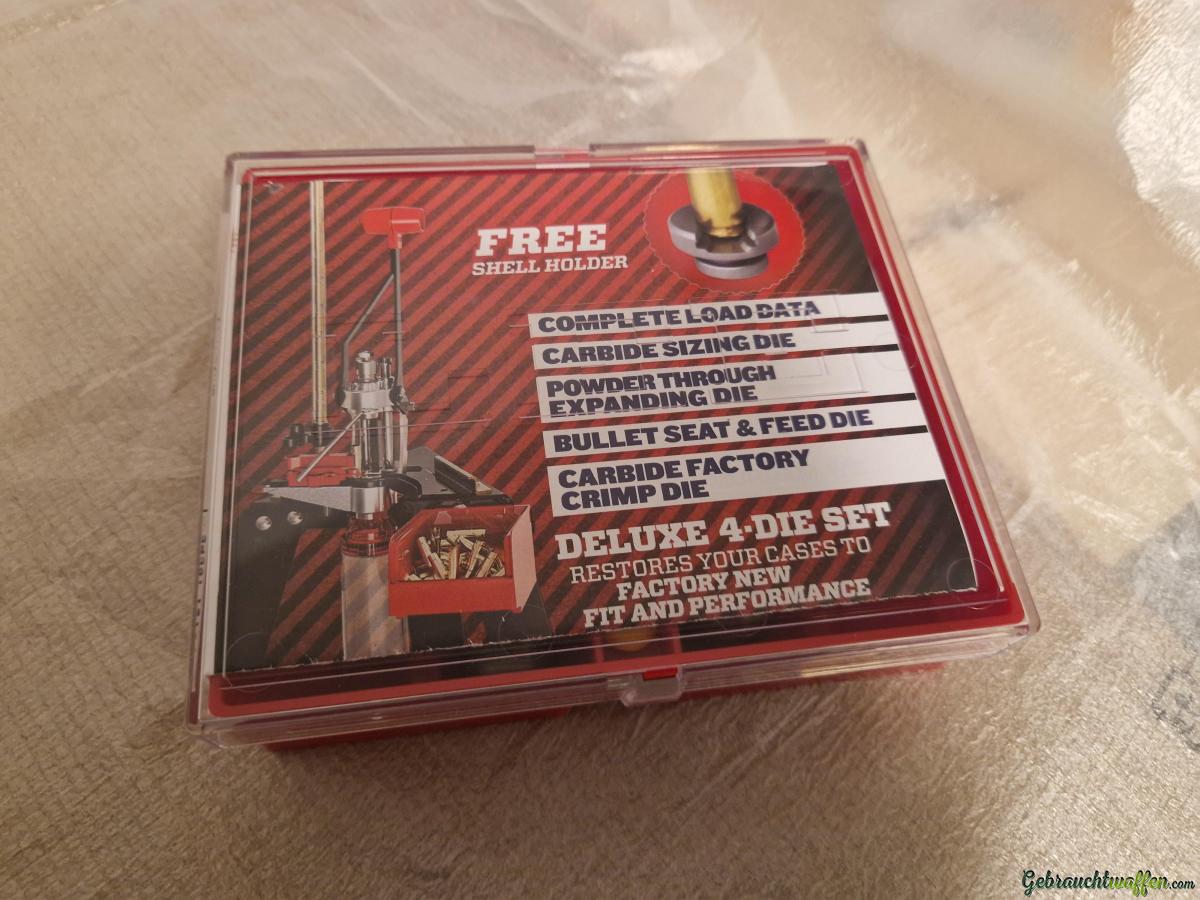 FREE
SHELL HOLDER
COMPLETE LOAD DATA
CARBIDE SIZING DIE
POWDER THROUGH
EXPANDING DIE
BULLET SEAT & FEED DIE
CARBIDE FACTORY
CRIMP DIE
DELUXE 4-DIE SET
RESTORES YOUR CASES TO
FACTORY NEW
FIT AND PERFORMANCE
Gebrauchtwaffen.com